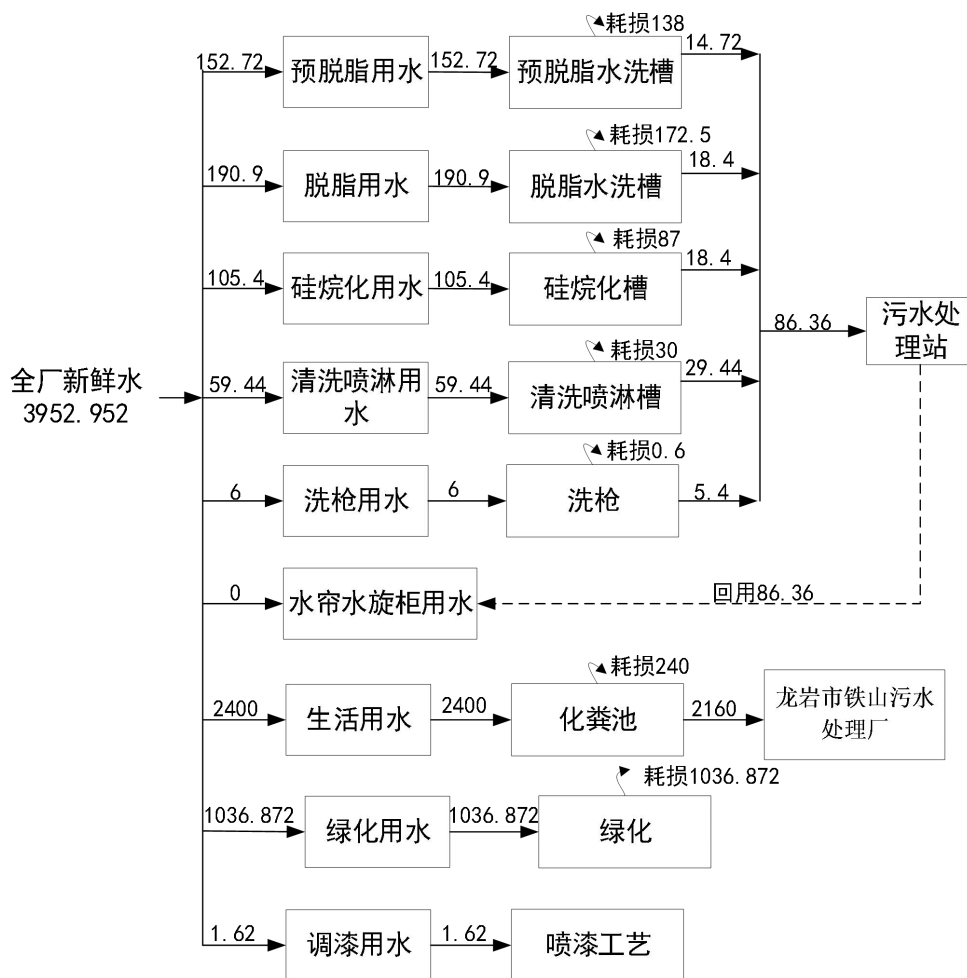 耗损138
152.72
预脱脂用水
152.72
预脱脂水洗槽
14.72
耗损172.5
190.9
脱脂用水
190.9
脱脂水洗槽
18.4
耗损87
105.4
硅烷化用水
105.4
硅烷化槽
18.4
86.36
污水处
理站
全厂新鲜水
3952.952
耗损30
59.44
清洗喷淋用
水
59.44
清洗喷淋槽
29.44
耗损0.6
6
洗枪用水
6
洗枪
5.4
0
水帘水旋柜用水
回用86.36
耗损240
2400
生活用水
2400
化粪池
2160
龙岩市铁山污水
处理厂
耗损1036.872
1036.872
绿化用水
1036.872
绿化
1.62
调漆用水
1.62
喷漆工艺